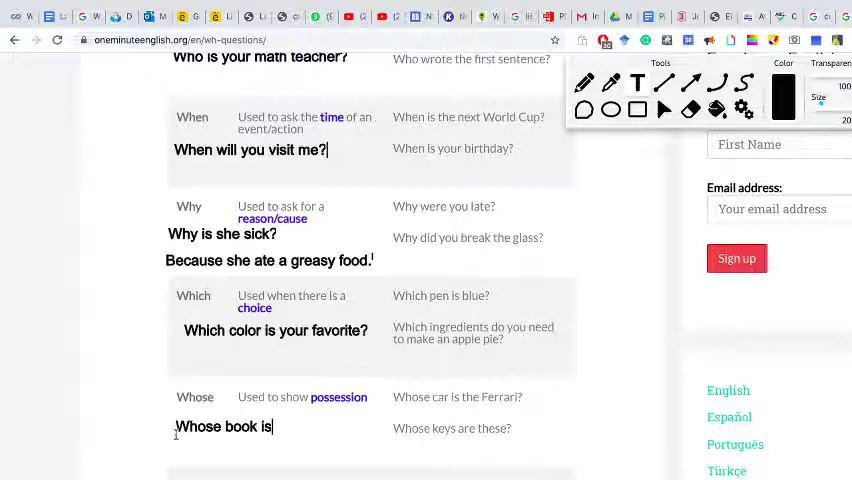 oneminuteenglish.org/en/wh-questions/
Tools
Color
Transparen
100
Size
20
Who is your math teacher?
Who wrote the first sentence?
When
Used to ask the time of an
event/action
When is the next World Cup?
When will you visit me?
When is your birthday?
Why
Used to ask for a
reason/cause
Why were you late?
Why is she sick?
Why did you break the glass?
Because she ate a greasy food.
Which
Used when there is a
choice
Which pen is blue?
Which color is your favorite?
Which ingredients do you need
to make an apple pie?
Whose
Used to show possession
Whose car is the Ferrari?
Whose book is
Whose keys are these?
First Name
Email address:
Your email address
Sign up
English
Español
Português
Türkçe